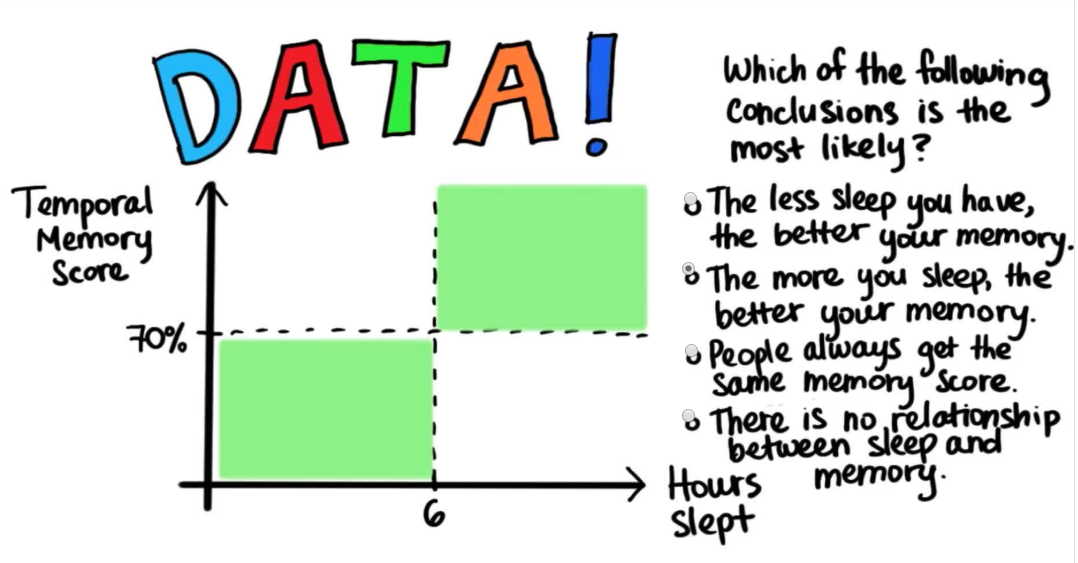 DATA!
Temporal
Memory
Score
70%
6
Hours
Slept
Which of the following
conclusions is the
most likely?
The less sleep you have,
the better your memory.
The more you sleep, the
better your memory.
People always get the
same memory score.
There is no relationship
between sleep and
memory.